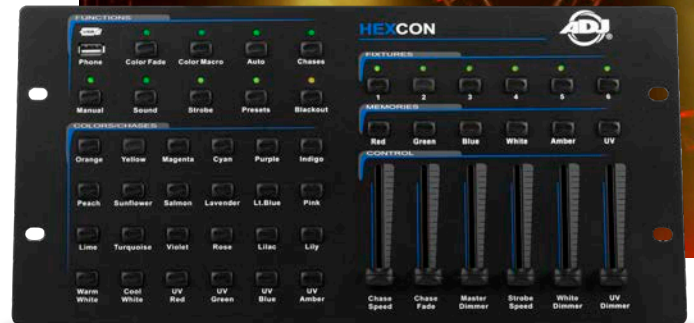 FUNCTIONS
Phone Color Fade Color Macro Auto Chases
Manual Sound Strobe Presets Blackout
COLORS/CHASES
Orange Yellow Magenta Cyan Purple Indigo
Peach Sunflower Salmon Lavender Lt.Blue Pink
Lime Turquoise Violet Rose Lilac Lily
Warm White Cool White UV Red UV Green UV Blue UV Amber
HEXCON
ADJ
FIXTURES
1 2 3 4 5 6
MEMORIES
Red Green Blue White Amber UV
CONTROL
Chase Speed Chase Fade Master Dimmer Strobe Speed White Dimmer UV Dimmer